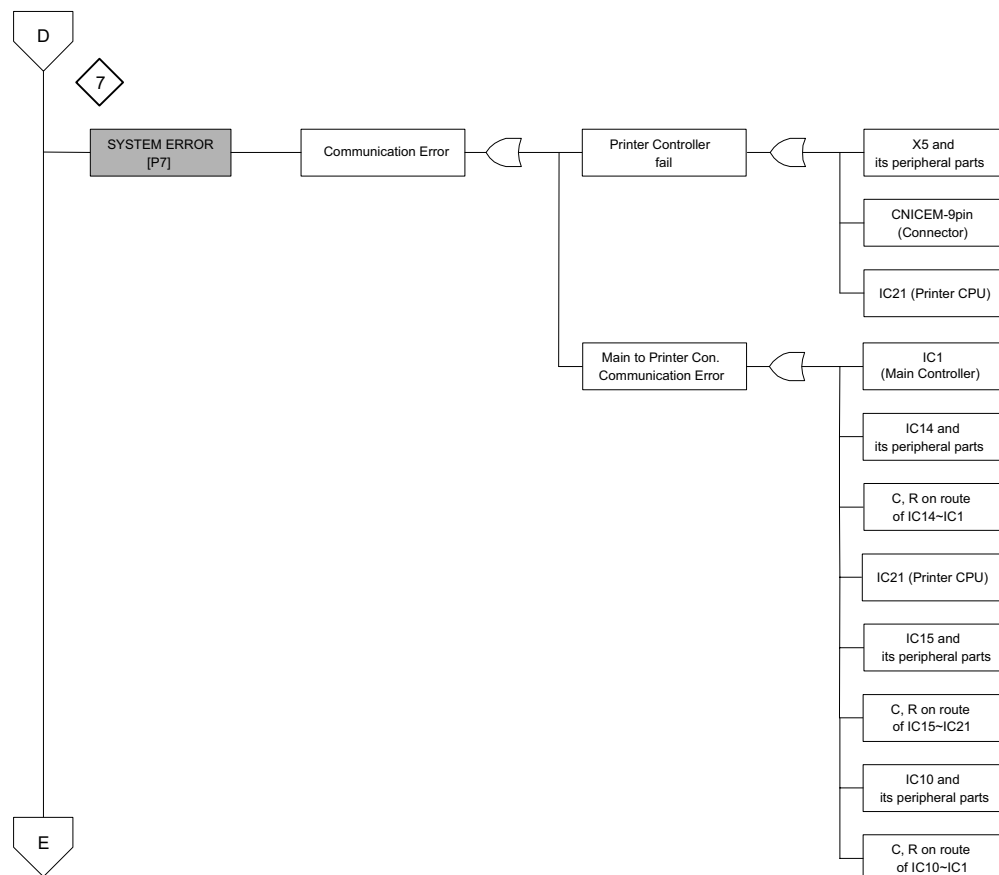 D
7
SYSTEM ERROR
[P7]
Communication Error
Printer Controller
fail
X5 and
its peripheral parts
CNICEM-9pin
(Connector)
IC21 (Printer CPU)
Main to Printer Con.
Communication Error
IC1
(Main Controller)
IC14 and
its peripheral parts
C, R on route
of IC14~IC1
IC21 (Printer CPU)
IC15 and
its peripheral parts
C, R on route
of IC15~IC21
IC10 and
its peripheral parts
C, R on route
of IC10~IC1
E